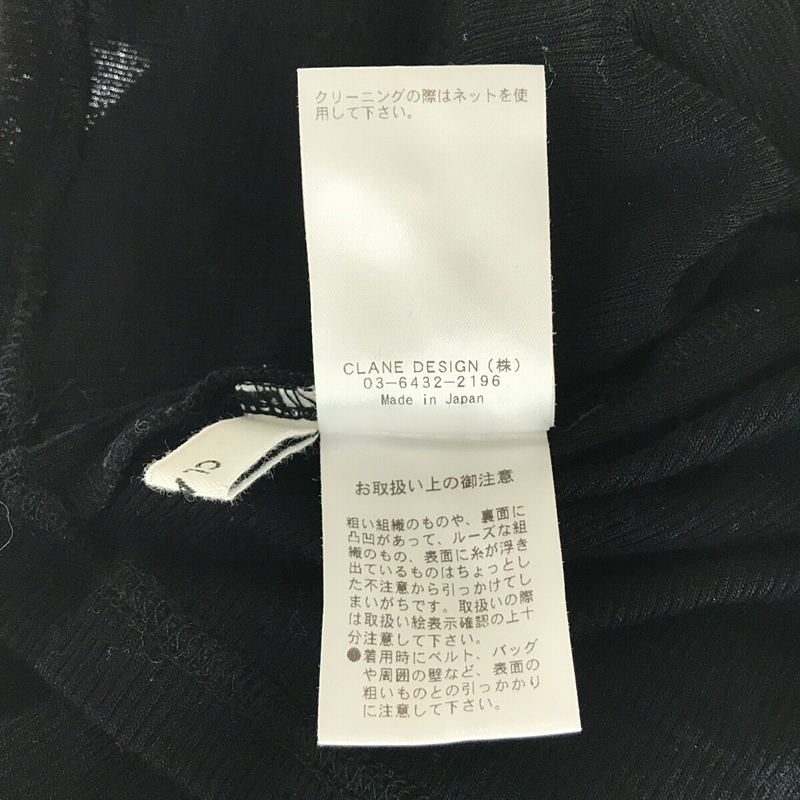 クリーニングの際はネットを使
用して下さい。
CLANE DESIGN (株)
03-6432-2196
Made in Japan
お取扱い上の御注意
粗い組織のものや、裏面に
凸凹があって、ルーズな組
織のもの、表面に糸が浮き
出ているものはちょっとし
た不注意から引っかけてし
まいがちです。取扱いの際
は取扱い絵表示確認の上十
分注意して下さい。
●着用時にベルト、バッグ
や周囲の壁など、表面の
粗いものとの引っかかり
に注意して下さい。